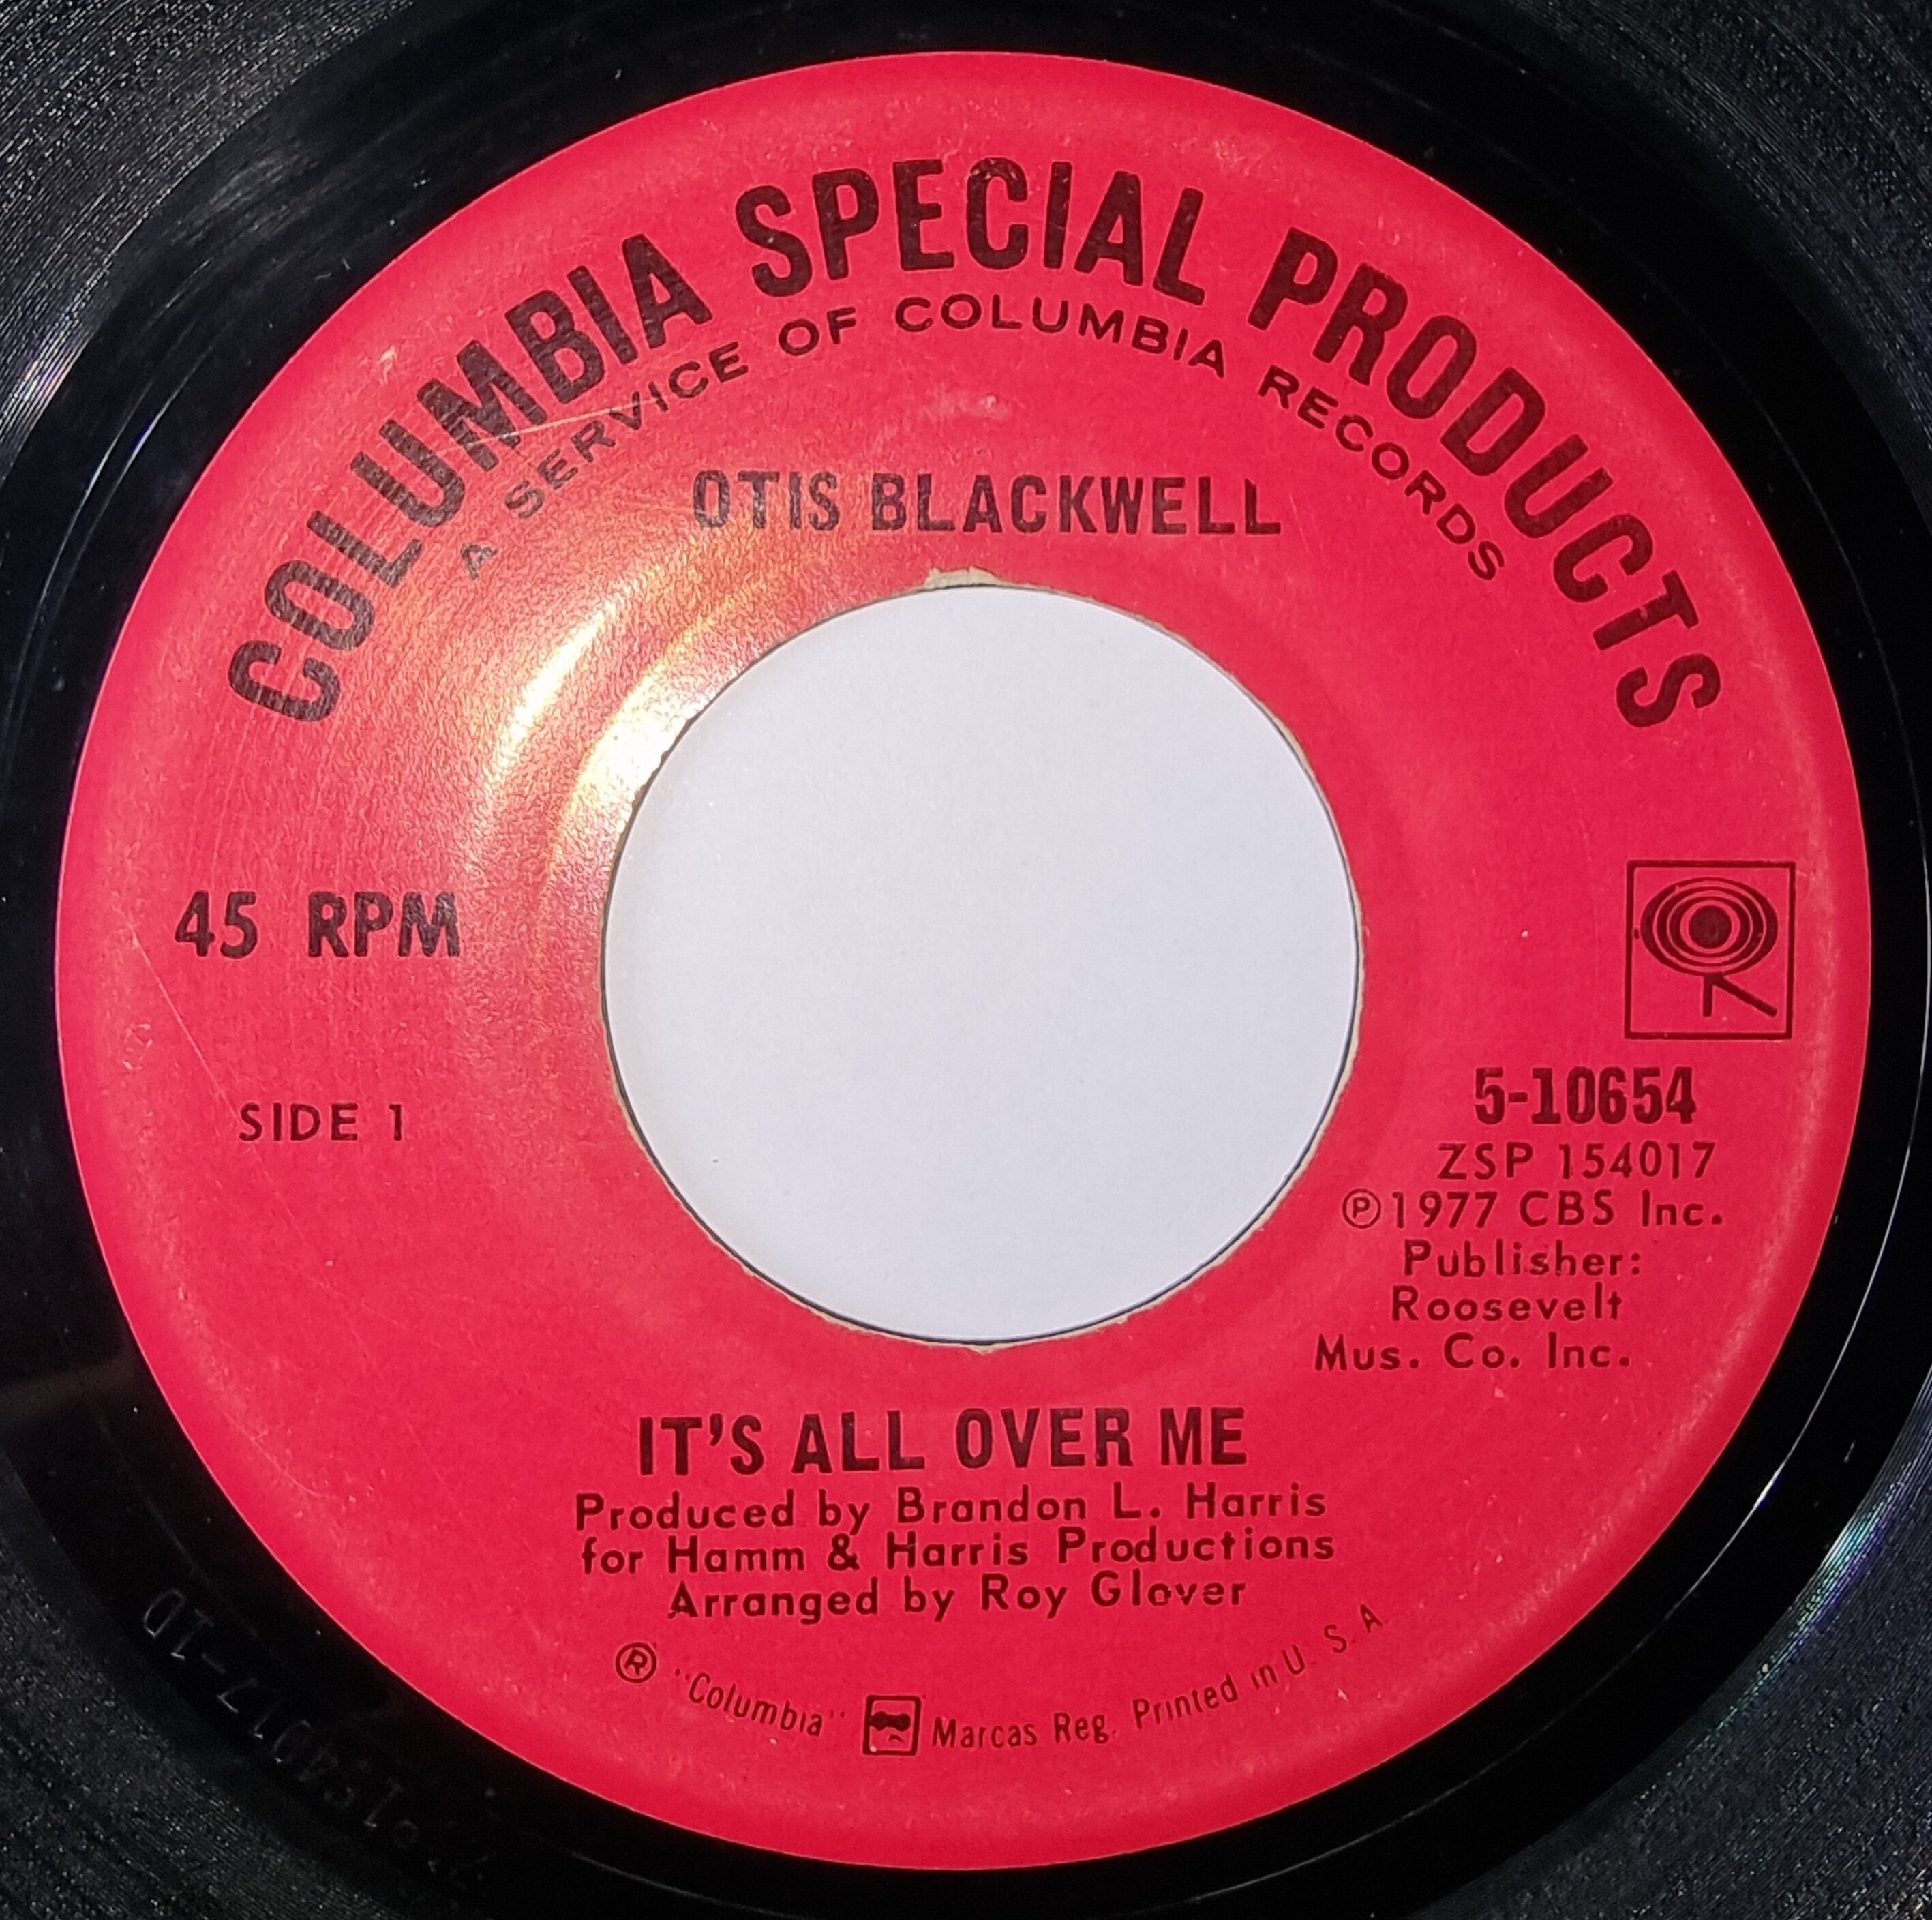 COLUMBIA SPECIAL PRODUCTS
A SERVICE OF COLUMBIA RECORDS
OTIS BLACKWELL
45 RPM
SIDE 1
5-10654
ZSP 154017
Ⓟ1977 CBS Inc.
Publisher:
Roosevelt
Mus. Co. Inc.
IT'S ALL OVER ME
Produced by Brandon L. Harris
for Hamm & Harris Productions
Arranged by Roy Glover
® "Columbia" Marcas Reg. Printed in U. S. A.